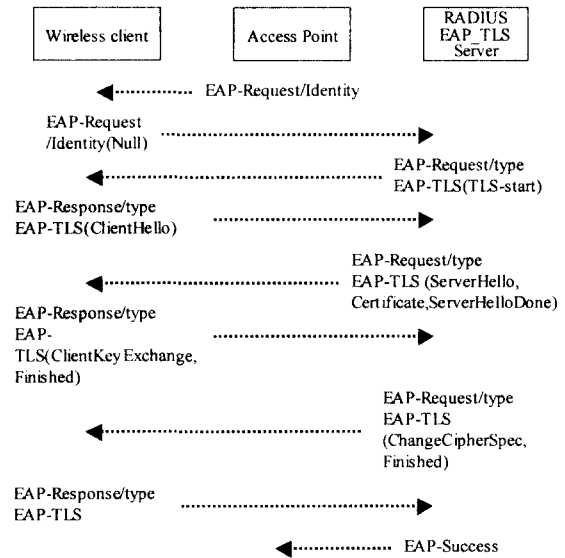 Wireless client
Access Point
RADIUS
EAP_TLS
Server
EAP-Request/Identity
EAP-Request
/Identity(Null)
EAP-Request/type
EAP-TLS(TLS-start)
EAP-Response/type
EAP-TLS(ClientHello)
EAP-Request/type
EAP-TLS (ServerHello,
Certificate,ServerHelloDone)
EAP-Response/type
EAP-
TLS(ClientKey Exchange,
Finished)
EAP-Request/type
EAP-TLS
(ChangeCipherSpec,
Finished)
EAP-Response/type
EAP-TLS
EAP-Success